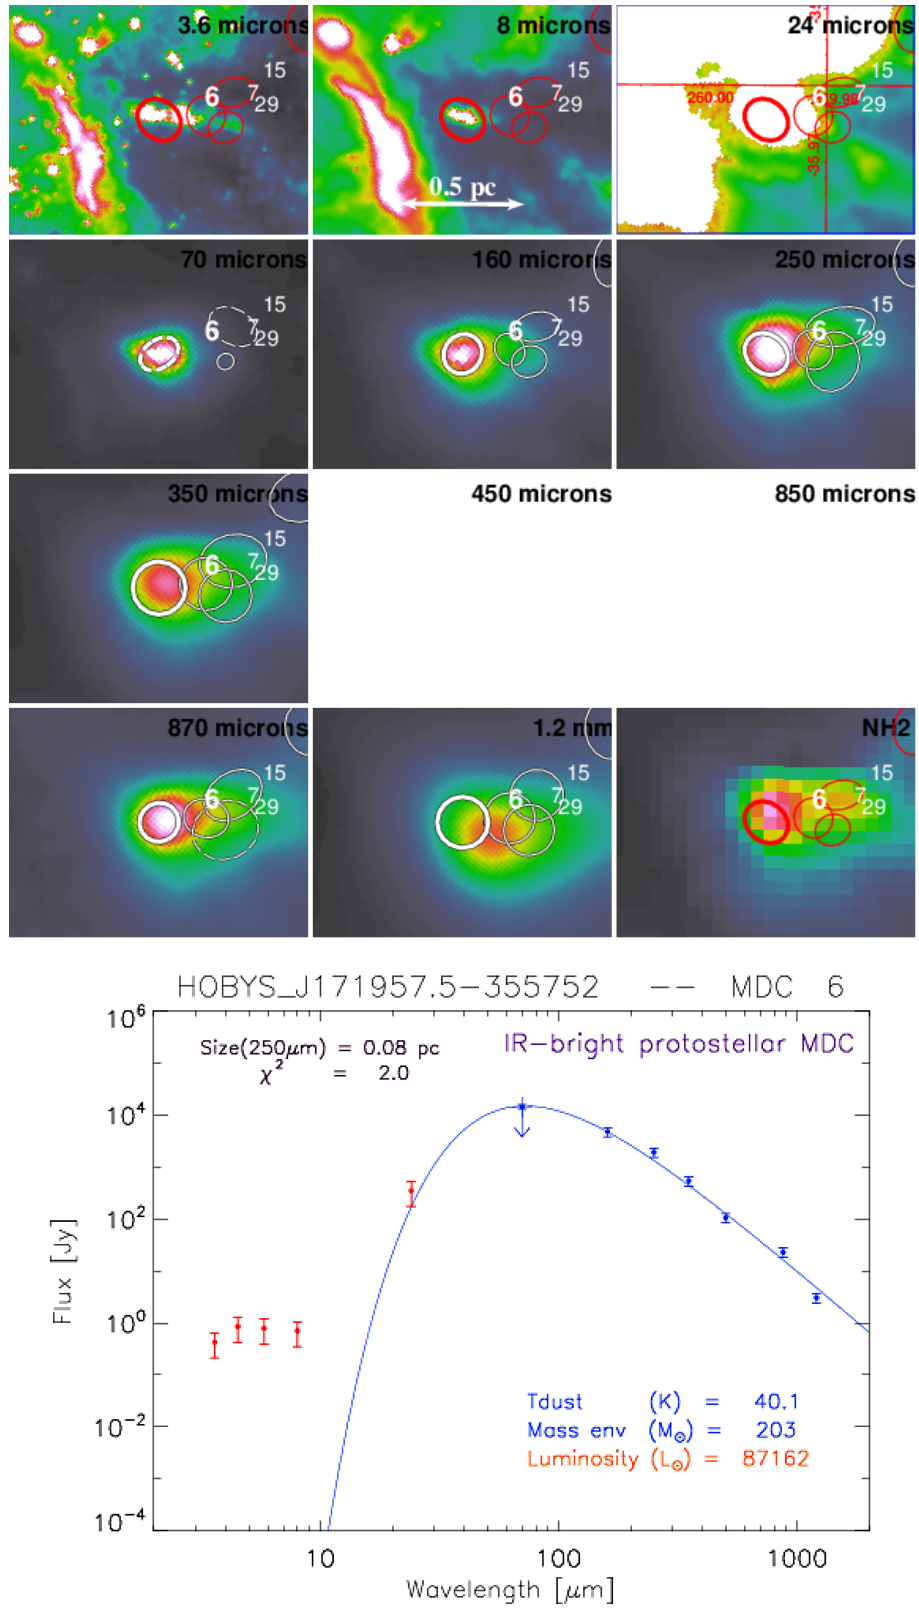 3.6 microns
15
6
7
29
8 microns
15
6
7
29
0.5 pc
24 microns
15
260.00
6
7
9.98
29
70 microns
15
6
7
29
160 microns
15
6
7
29
250 microns
15
6
7
29
350 microns
15
6
7
29
450 microns
850 microns
870 microns
15
6
7
29
1.2 mm
15
6
7
29
NH2
15
6
7
29
HOBYS_J171957.5-355752 -- MDC 6
Size(250μm) = 0.08 pc
χ² = 2.0
IR-bright protostellar MDC
10⁶
10⁴
10²
10⁰
10⁻²
10⁻⁴
Flux [Jy]
Tdust (K) = 40.1
Mass env (M☉) = 203
Luminosity (L☉) = 87162
10
100
1000
Wavelength [μm]